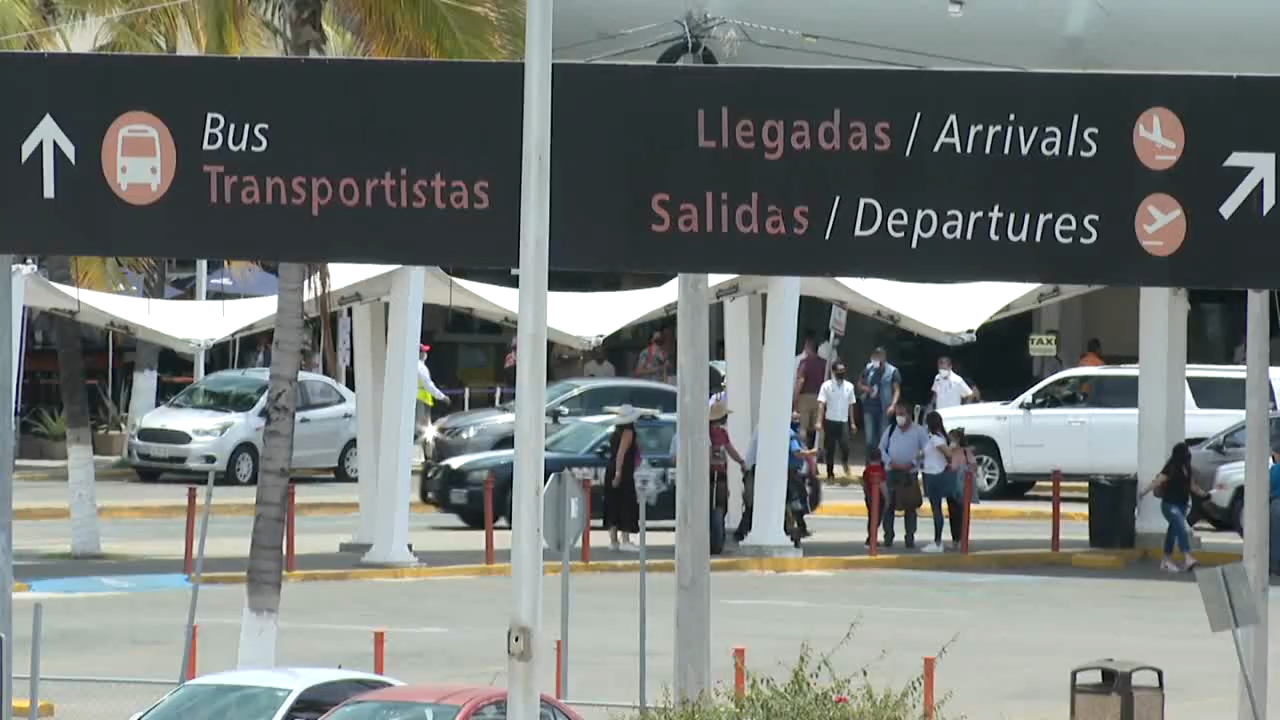 Bus
Transportistas
Llegadas / Arrivals
Salidas / Departures
TAXI